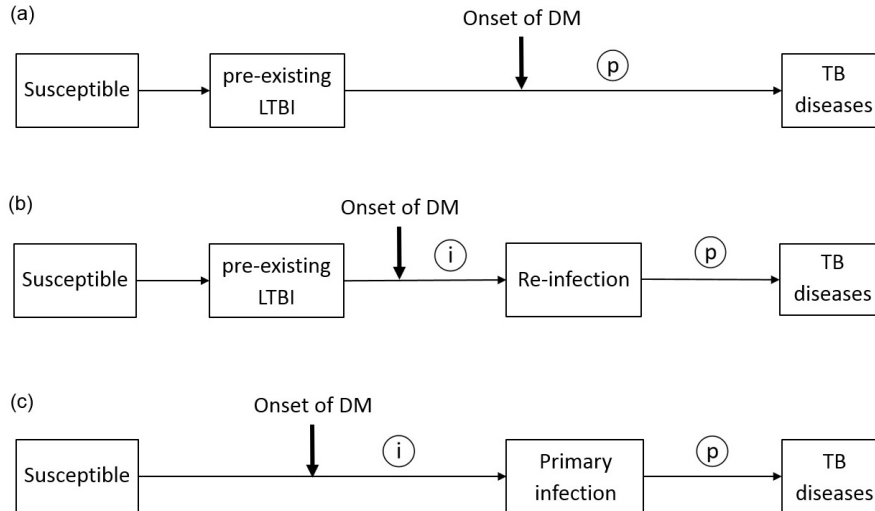 (a)
Onset of DM
Susceptible
pre-existing
LTBI
p
TB
diseases
(b)
Onset of DM
Susceptible
pre-existing
LTBI
i
Re-infection
p
TB
diseases
(c)
Onset of DM
Susceptible
i
Primary
infection
p
TB
diseases